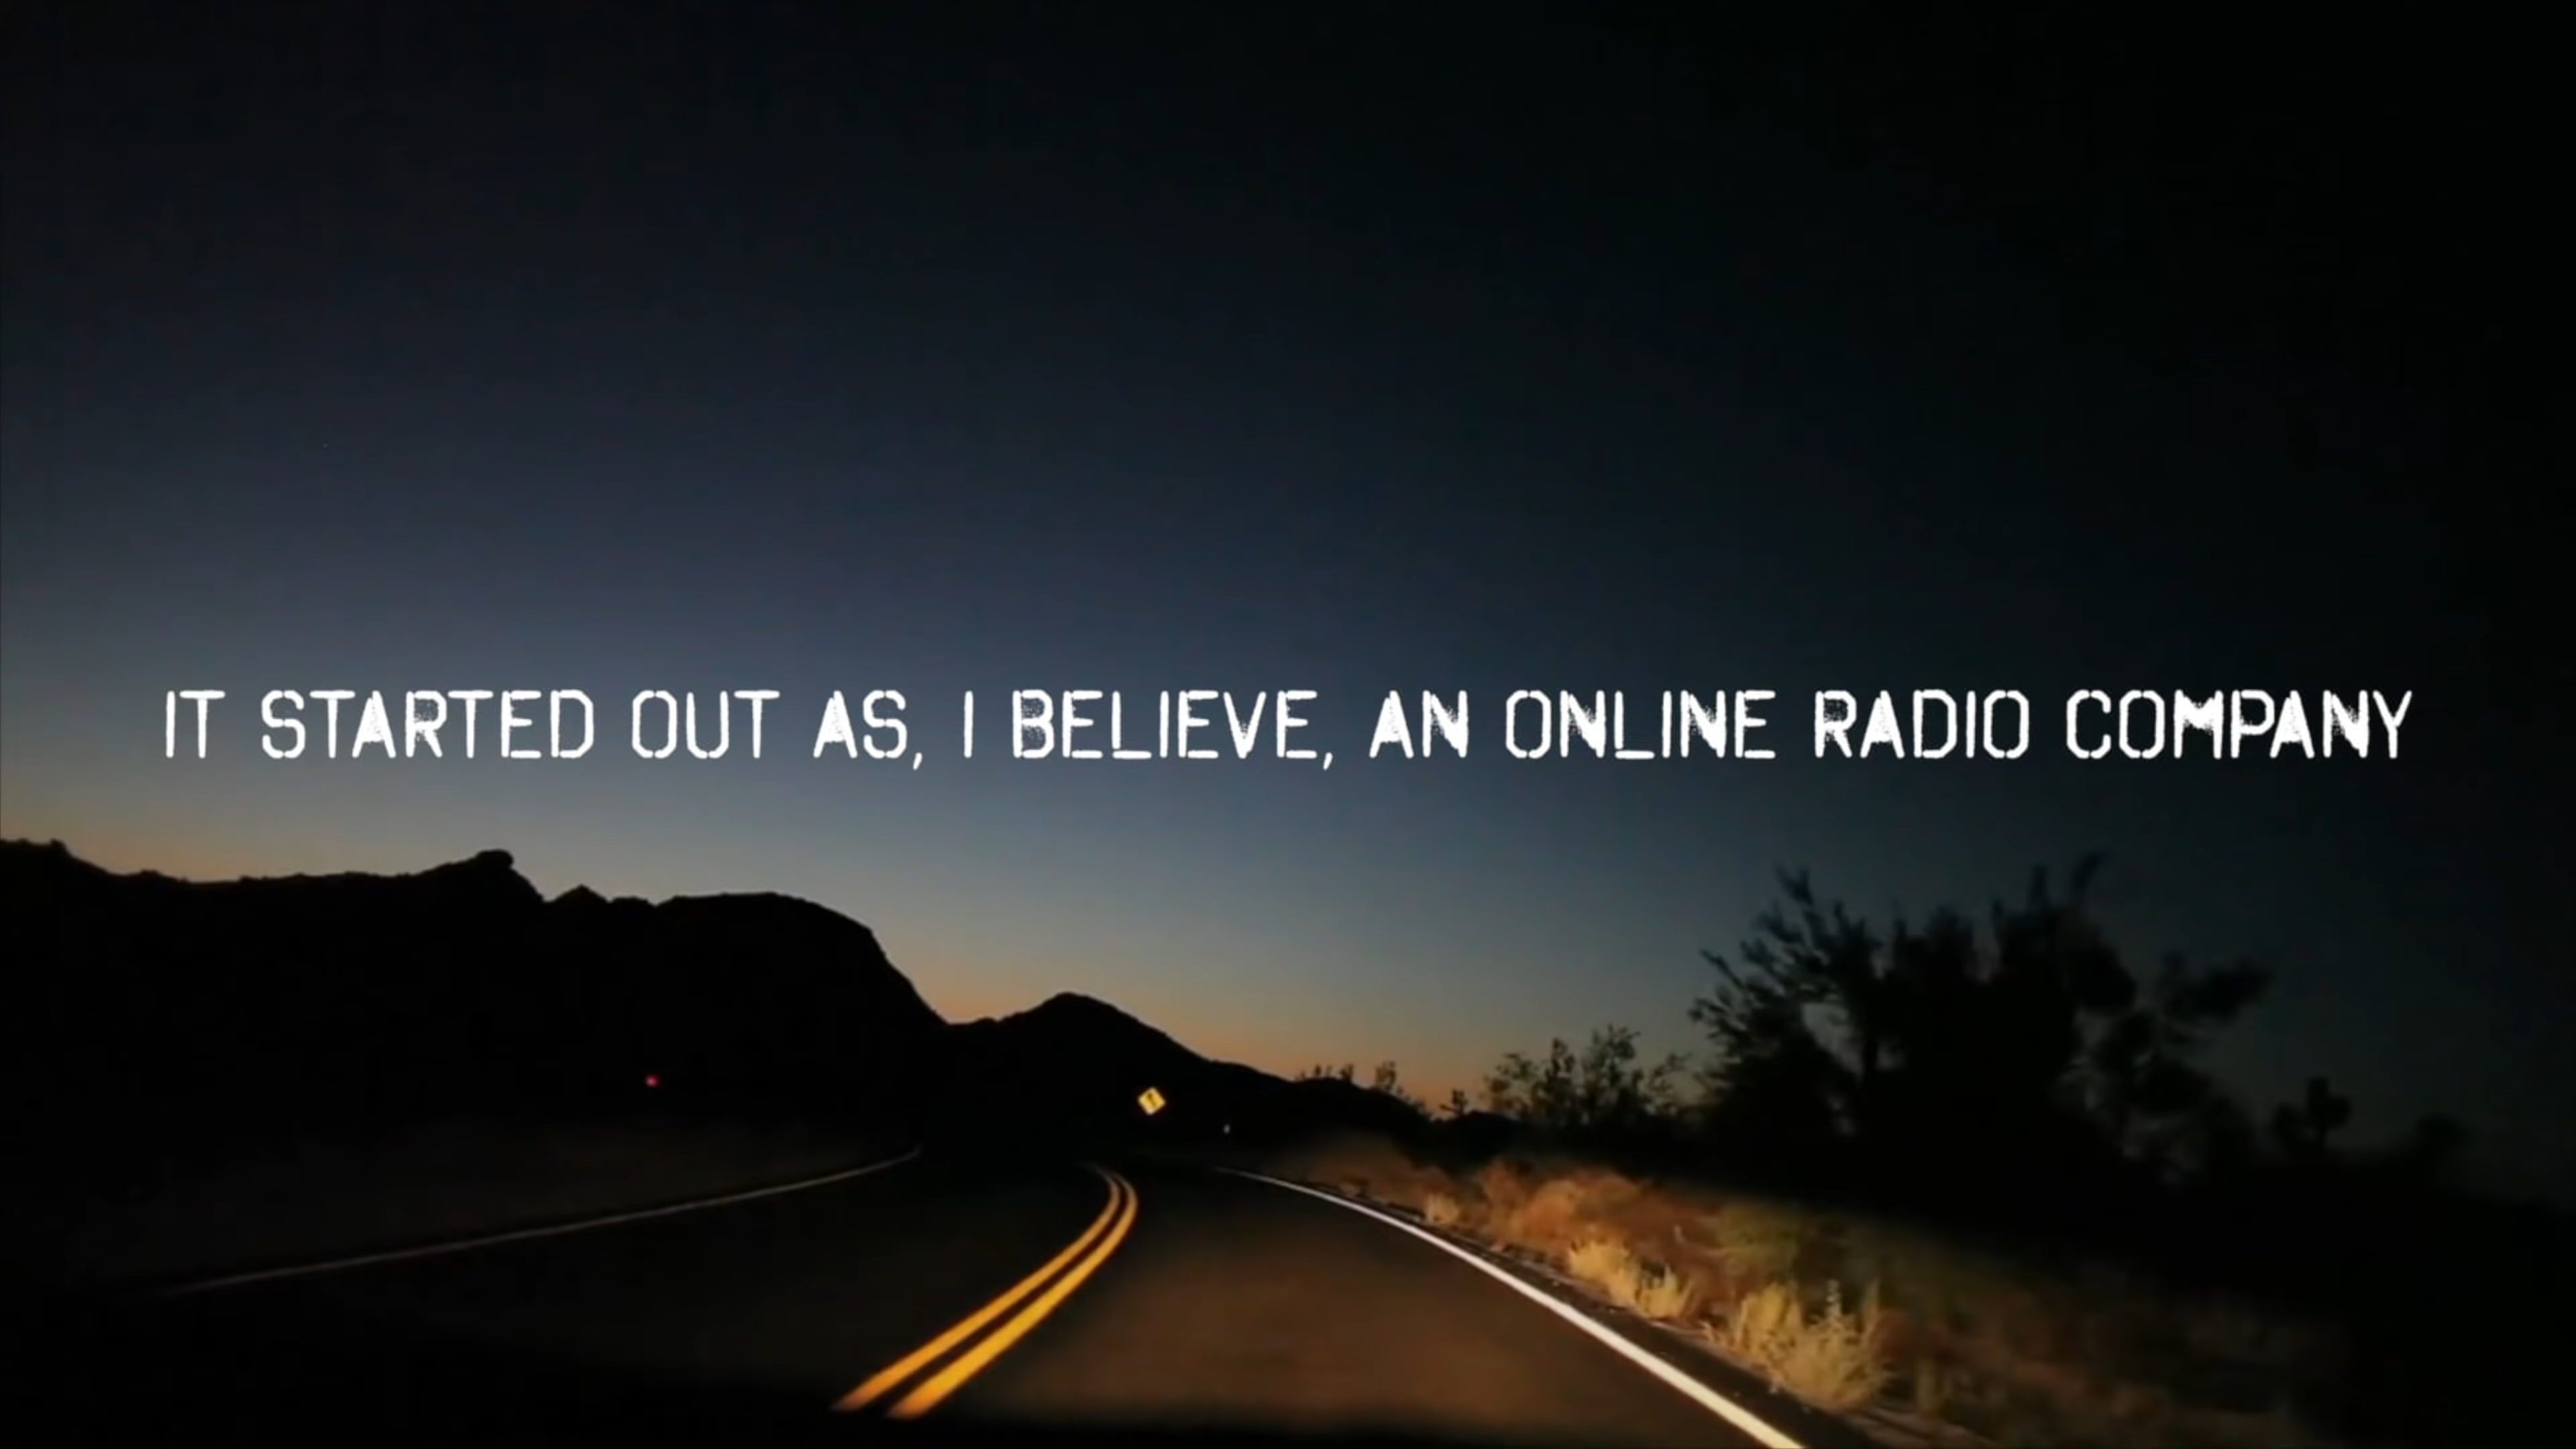 IT STARTED OUT AS, I BELIEVE, AN ONLINE RADIO COMPANY